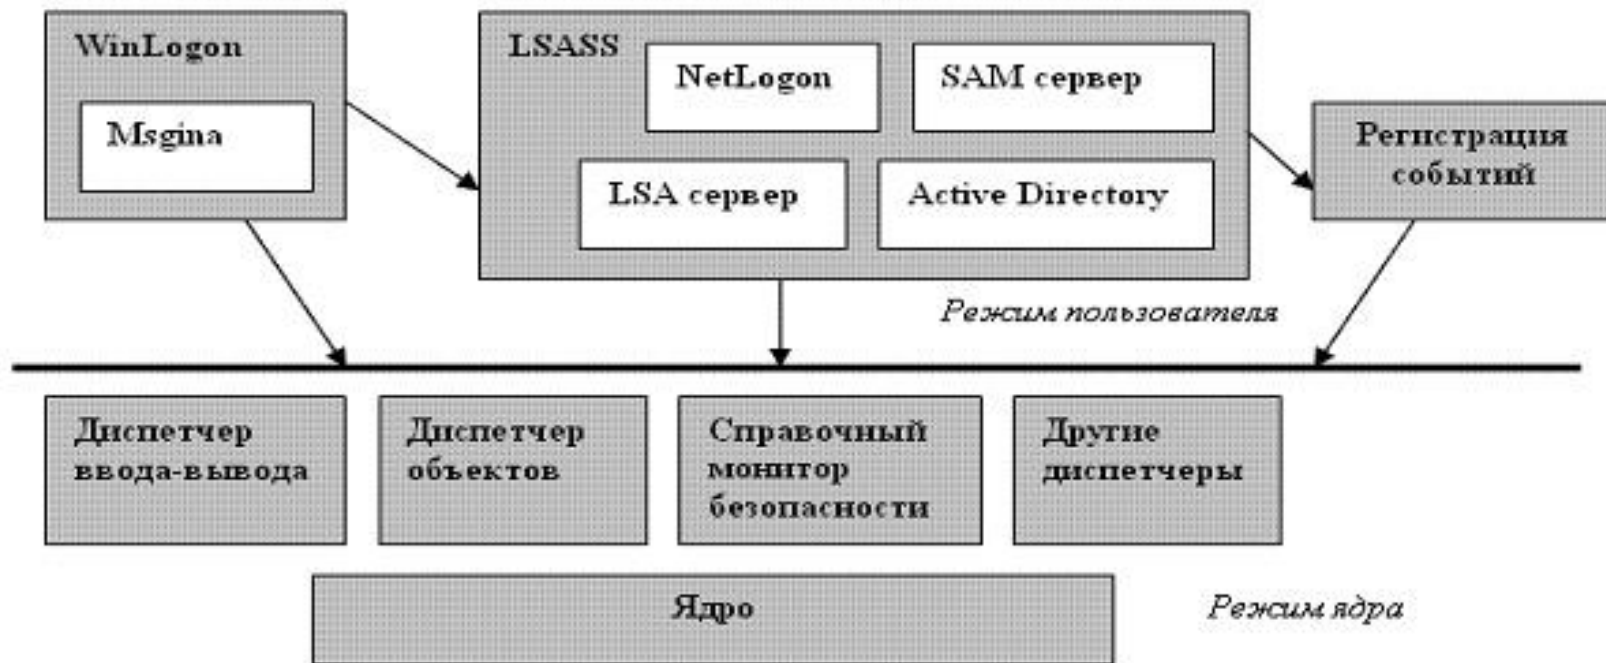 WinLogon
Msgina
LSASS
NetLogon
SAM сервер
LSA сервер
Active Directory
Регистрация
событий
Режим пользователя
Диспетчер
ввода-вывода
Диспетчер
объектов
Справочный
монитор
безопасности
Другие
диспетчеры
Ядро
Режим ядра